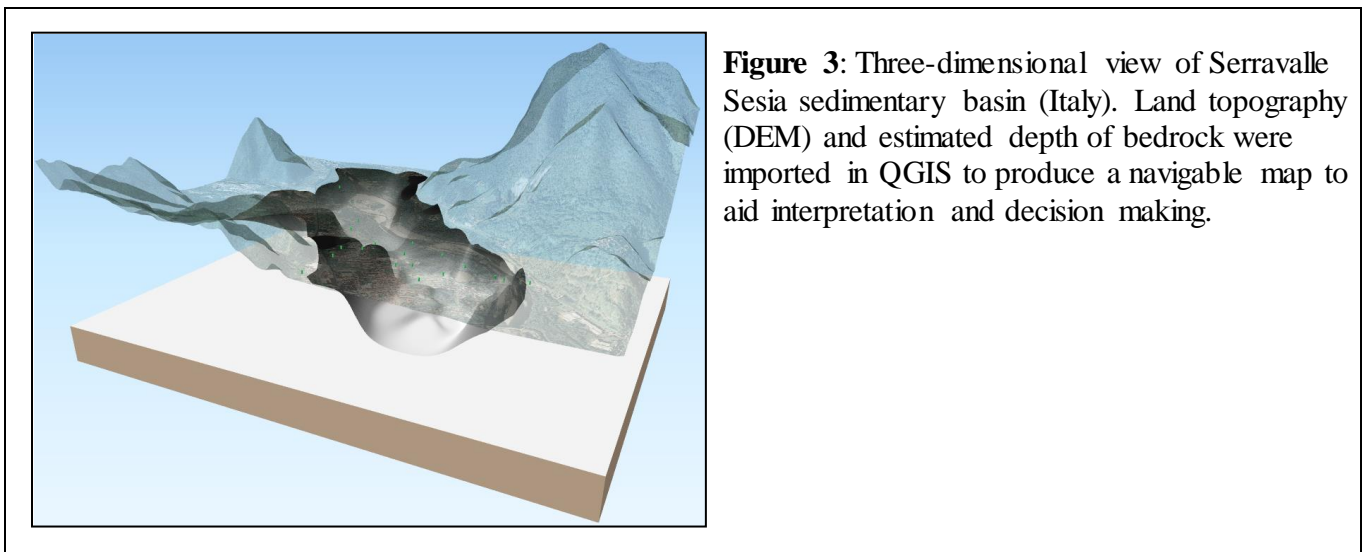 Figure 3: Three-dimensional view of Serravalle
Sesia sedimentary basin (Italy). Land topography
(DEM) and estimated depth of bedrock were
imported in QGIS to produce a navigable map to
aid interpretation and decision making.